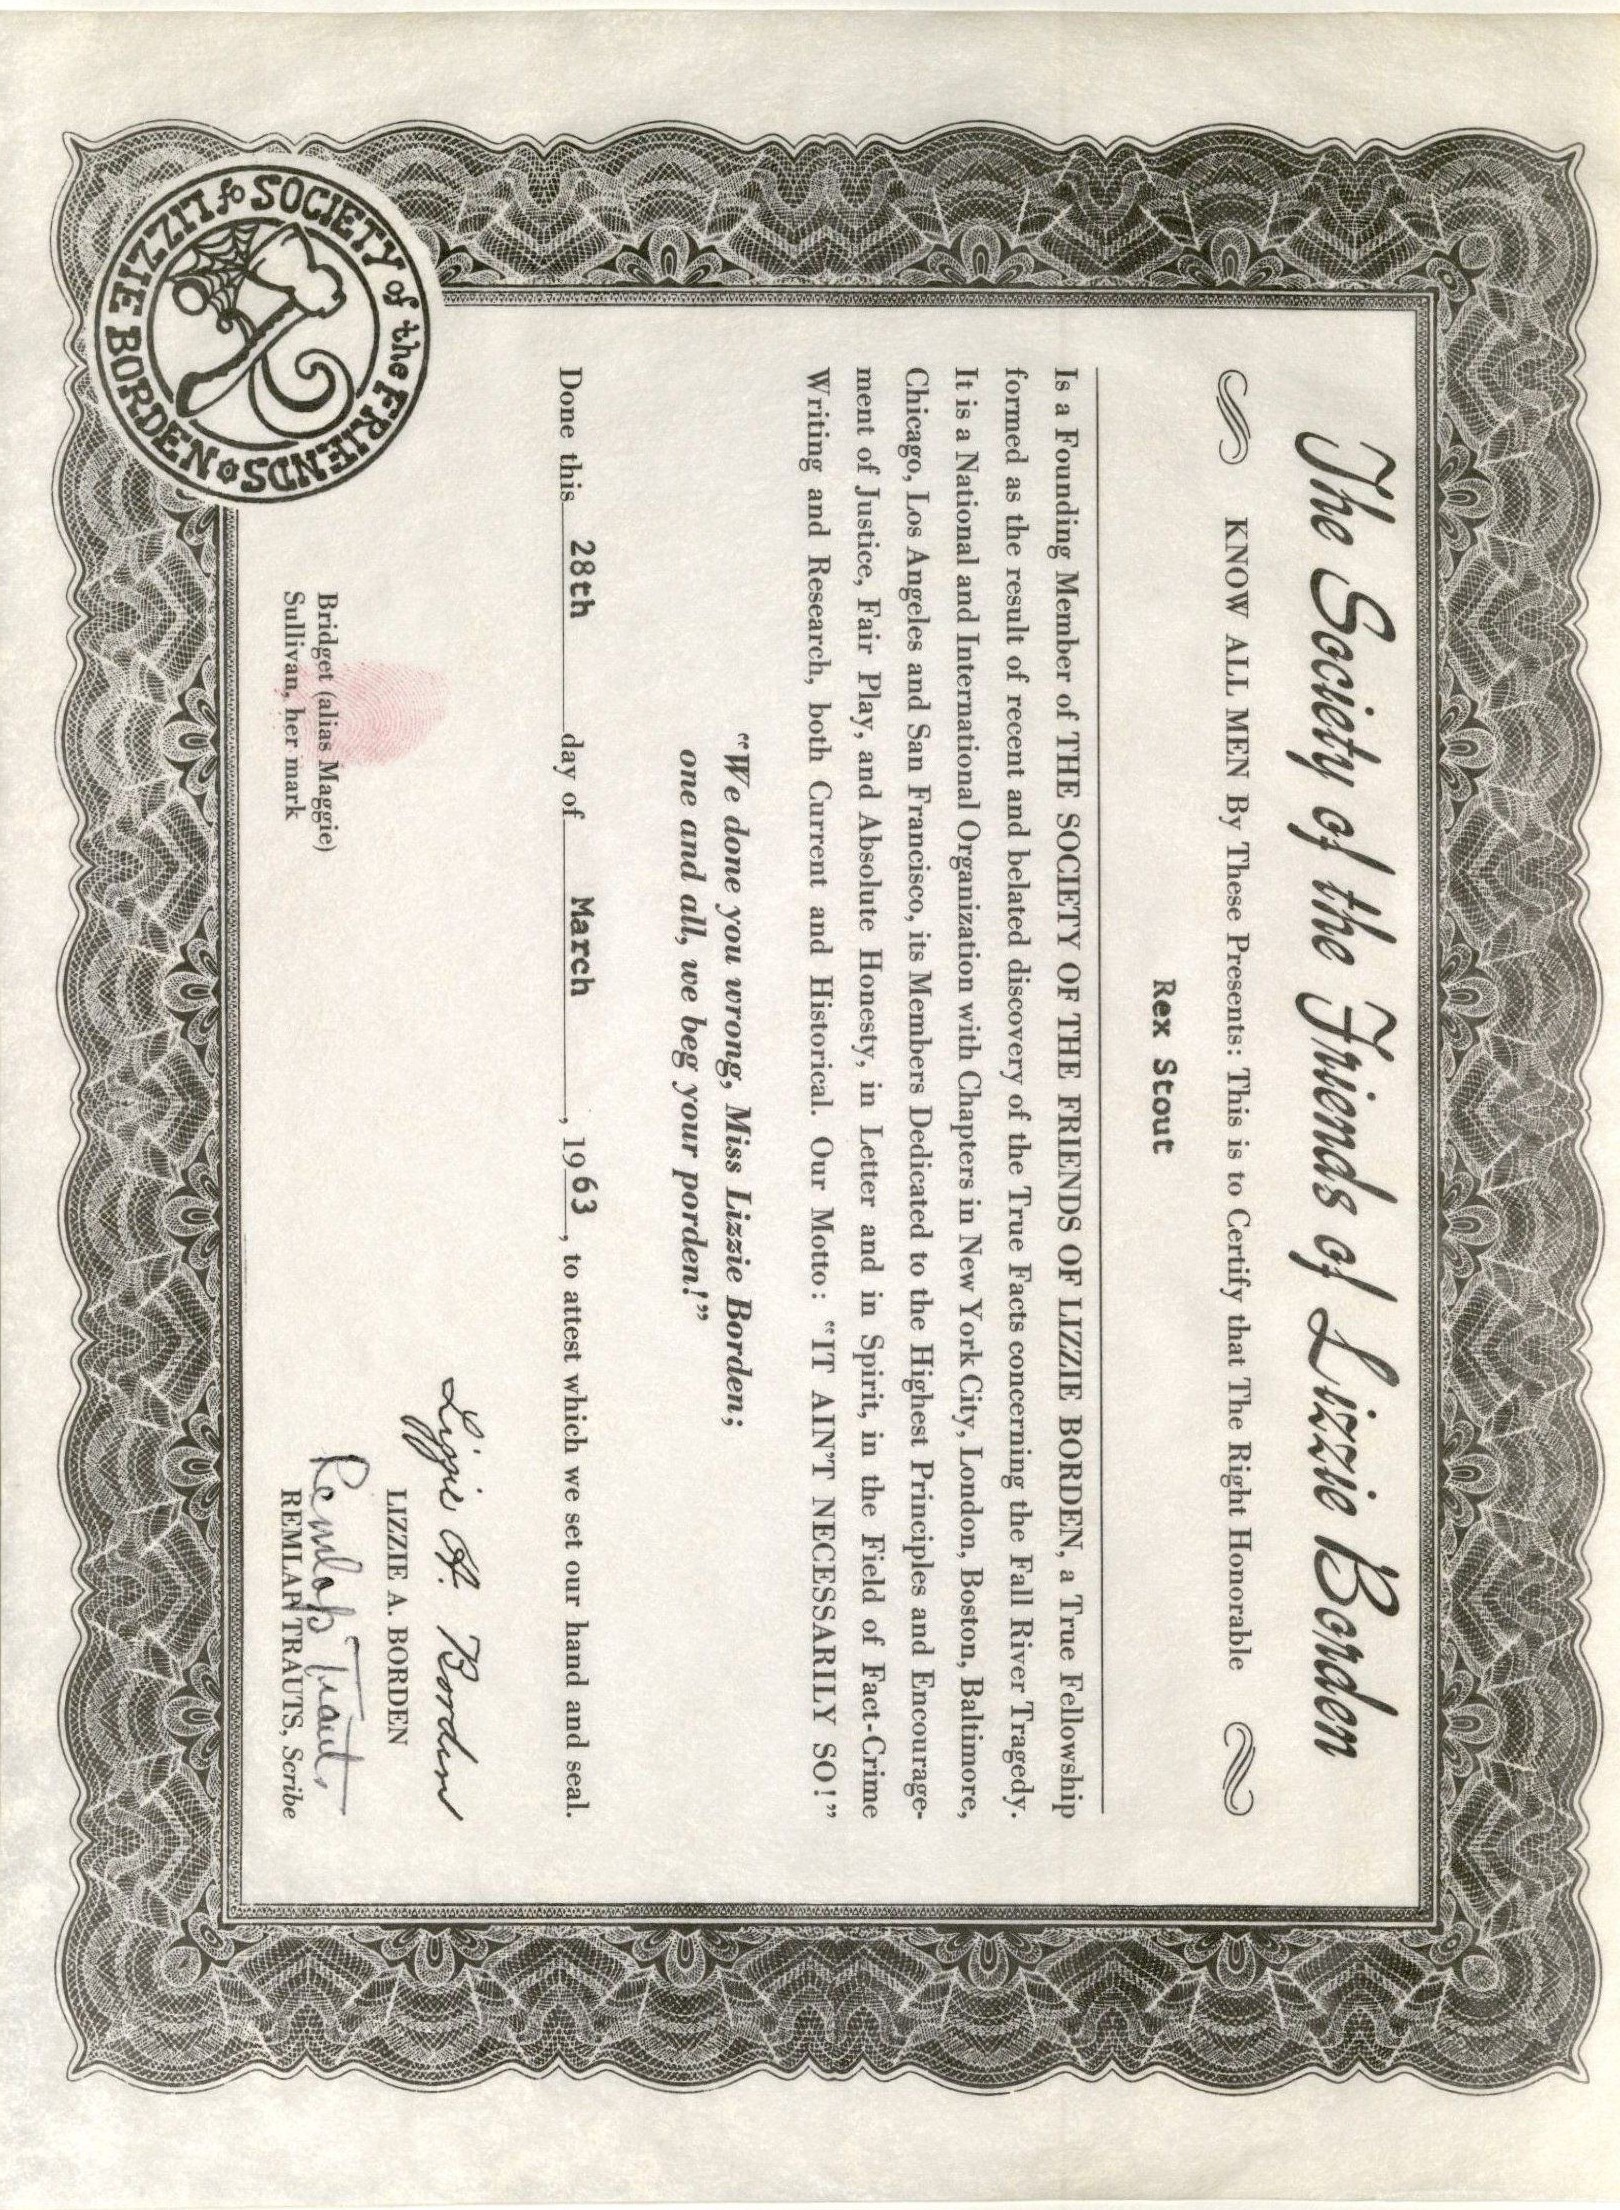 The Society of the Friends of Lizzie Borden
KNOW ALL MEN By These Presents: This is to Certify that The Right Honorable
Rex Stout
Is a Founding Member of THE SOCIETY OF THE FRIENDS OF LIZZIE BORDEN, a True Fellowship
formed as the result of recent and belated discovery of the True Facts concerning the Fall River Tragedy.
It is a National and International Organization with Chapters in New York City, London, Boston, Baltimore,
Chicago, Los Angeles and San Francisco, its Members Dedicated to the Highest Principles and Encourage-
ment of Justice, Fair Play, and Absolute Honesty, in Letter and in Spirit, in the Field of Fact-Crime
Writing and Research, both Current and Historical. Our Motto: "IT AIN'T NECESSARILY SO!"
"We done you wrong, Miss Lizzie Borden;
one and all, we beg your porden!"
Done this 28th day of March, 1963, to attest which we set our hand and seal.
Lizzie A. Borden
LIZZIE A. BORDEN
Remlap Trauts
REMLAP TRAUTS, Scribe
Bridget (alias Maggie)
Sullivan, her mark
SOCIETY of the FRIENDS of LIZZIE BORDEN